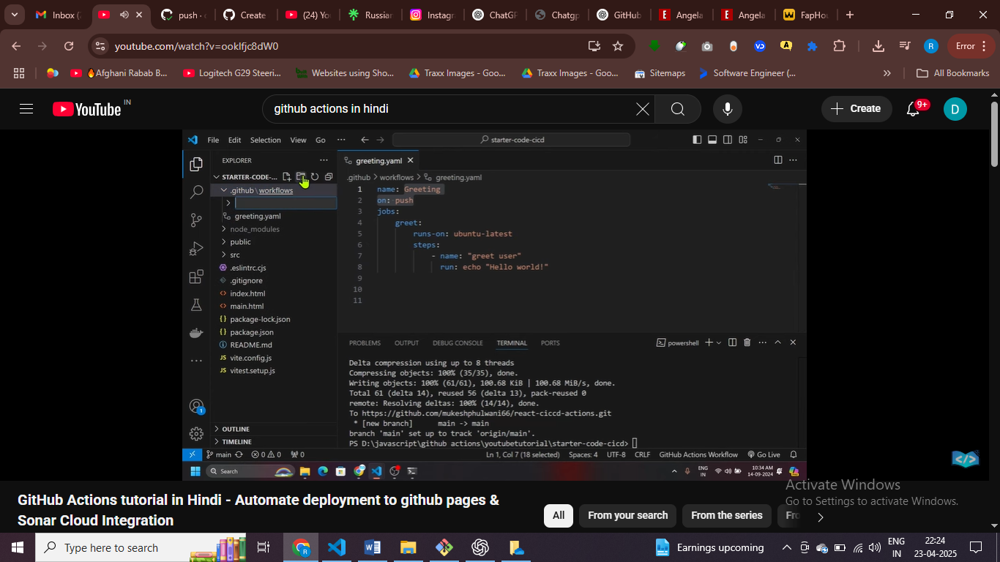 Inbox (
push ·
Create
(24) Yo
Russian
Instagra
ChatGP
Chatgp
GitHub
Angela
Angela
FapHou
youtube.com/watch?v=ooklfjc8dW0
Error
Afghani Rabab B...
Logitech G29 Steeri...
Websites using Sho...
Traxx Images - Goo...
Traxx Images - Goo...
Sitemaps
Software Engineer (...
All Bookmarks
YouTube IN
github actions in hindi
Create
9+
D
File Edit Selection View Go
starter-code-cicd
EXPLORER
greeting.yaml
STARTER-CODE-...
.github > workflows > greeting.yaml
.github\workflows
greeting.yaml
node_modules
public
src
.eslintrc.cjs
.gitignore
index.html
main.html
package-lock.json
package.json
README.md
vite.config.js
vitest.setup.js
OUTLINE
TIMELINE
1 name: Greeting
2 on: push
3 jobs:
4 greet:
5 runs-on: ubuntu-latest
6 steps:
7 - name: "greet user"
8 run: echo "Hello world!"
9
10
11
PROBLEMS OUTPUT DEBUG CONSOLE TERMINAL PORTS
powershell
Delta compression using up to 8 threads
Compressing objects: 100% (35/35), done.
Writing objects: 100% (61/61), 100.68 KiB | 100.68 MiB/s, done.
Total 61 (delta 14), reused 56 (delta 13), pack-reused 0
remote: Resolving deltas: 100% (14/14), done.
To https://github.com/mukeshphulwani66/react-ciccd-actions.git
* [new branch] main -> main
branch 'main' set up to track 'origin/main'.
PS D:\javascript\github actions\youtubetutorial\starter-code-cicd>
main 0 0 0 Ln 1, Col 7 (18 selected) Spaces: 4 UTF-8 CRLF GitHub Actions Workflow Go Live
Search
ENG
IN
10:34 AM
14-09-2024
GitHub Actions tutorial in Hindi - Automate deployment to github pages &
Sonar Cloud Integration
All
From your search
From the series
Fro
Activate Windows
Go to Settings to activate Windows.
Type here to search
Earnings upcoming
ENG
IN
22:24
23-04-2025